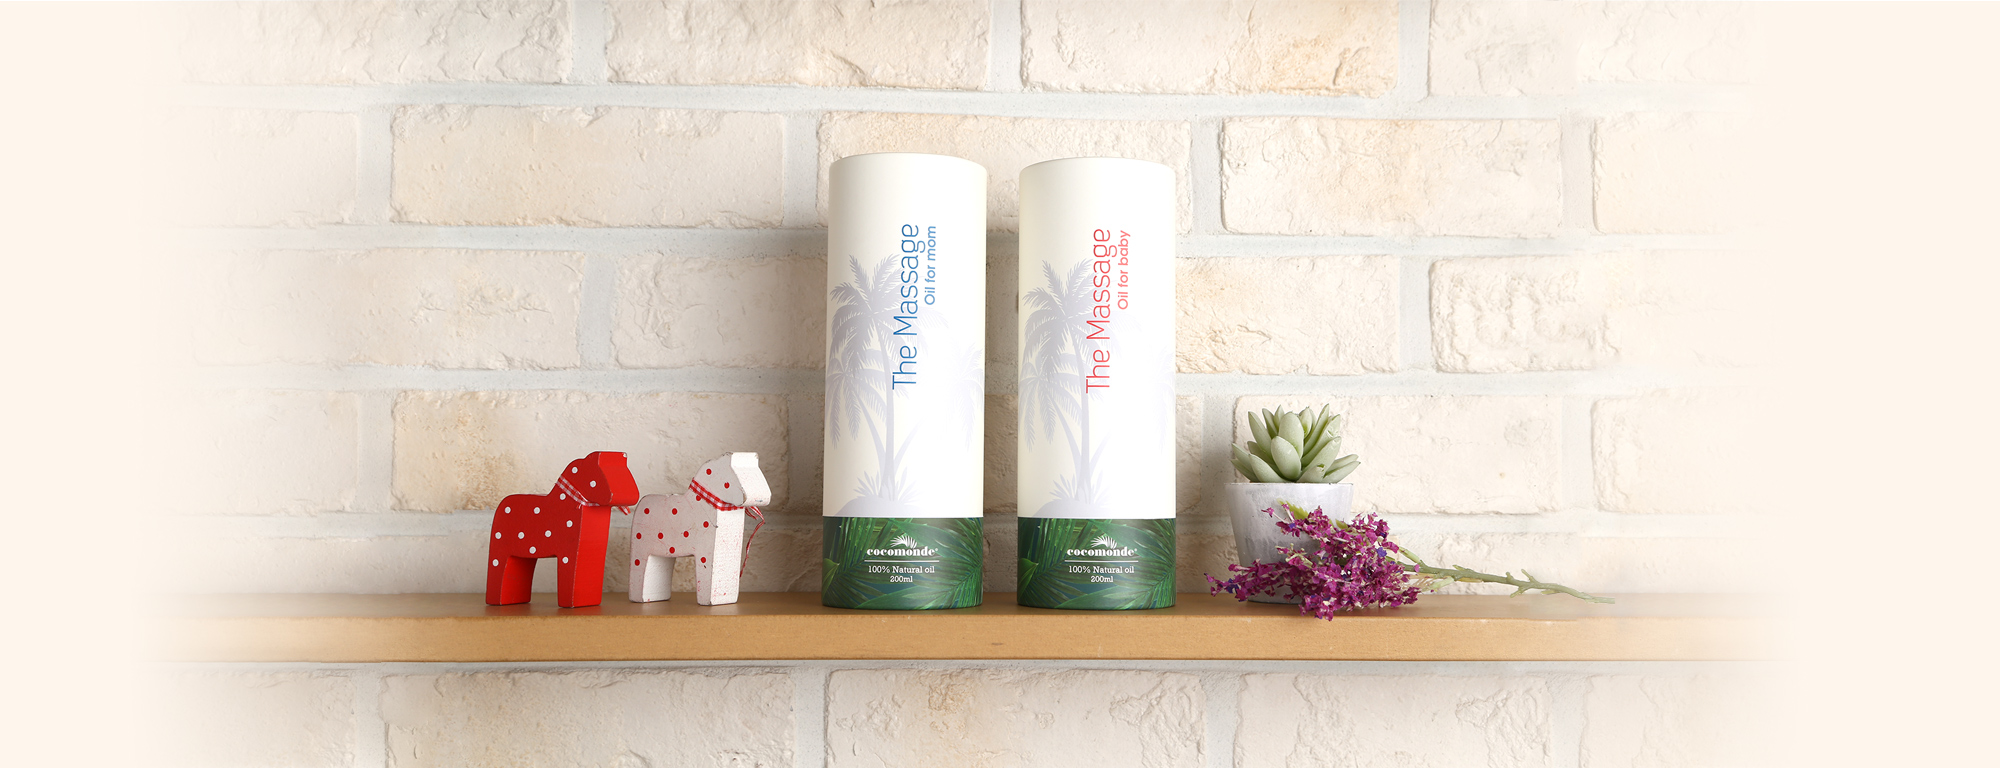 The Massage
Oil for mom
cocomonde®
100% Natural oil
200ml
The Massage
Oil for baby
cocomonde®
100% Natural oil
200ml